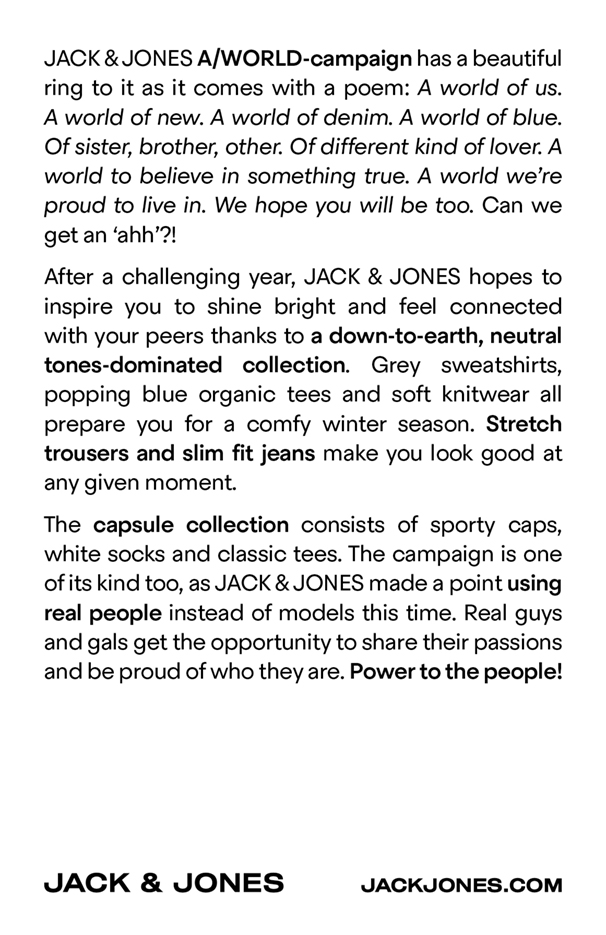 JACK & JONES A/WORLD-campaign has a beautiful
ring to it as it comes with a poem: A world of us.
A world of new. A world of denim. A world of blue.
Of sister, brother, other. Of different kind of lover. A
world to believe in something true. A world we're
proud to live in. We hope you will be too. Can we
get an ‘ahh’?!
After a challenging year, JACK & JONES hopes to
inspire you to shine bright and feel connected
with your peers thanks to a down-to-earth, neutral
tones-dominated collection. Grey sweatshirts,
popping blue organic tees and soft knitwear all
prepare you for a comfy winter season. Stretch
trousers and slim fit jeans make you look good at
any given moment.
The capsule collection consists of sporty caps,
white socks and classic tees. The campaign is one
of its kind too, as JACK & JONES made a point using
real people instead of models this time. Real guys
and gals get the opportunity to share their passions
and be proud of who they are. Power to the people!
JACK & JONES
JACKJONES.COM